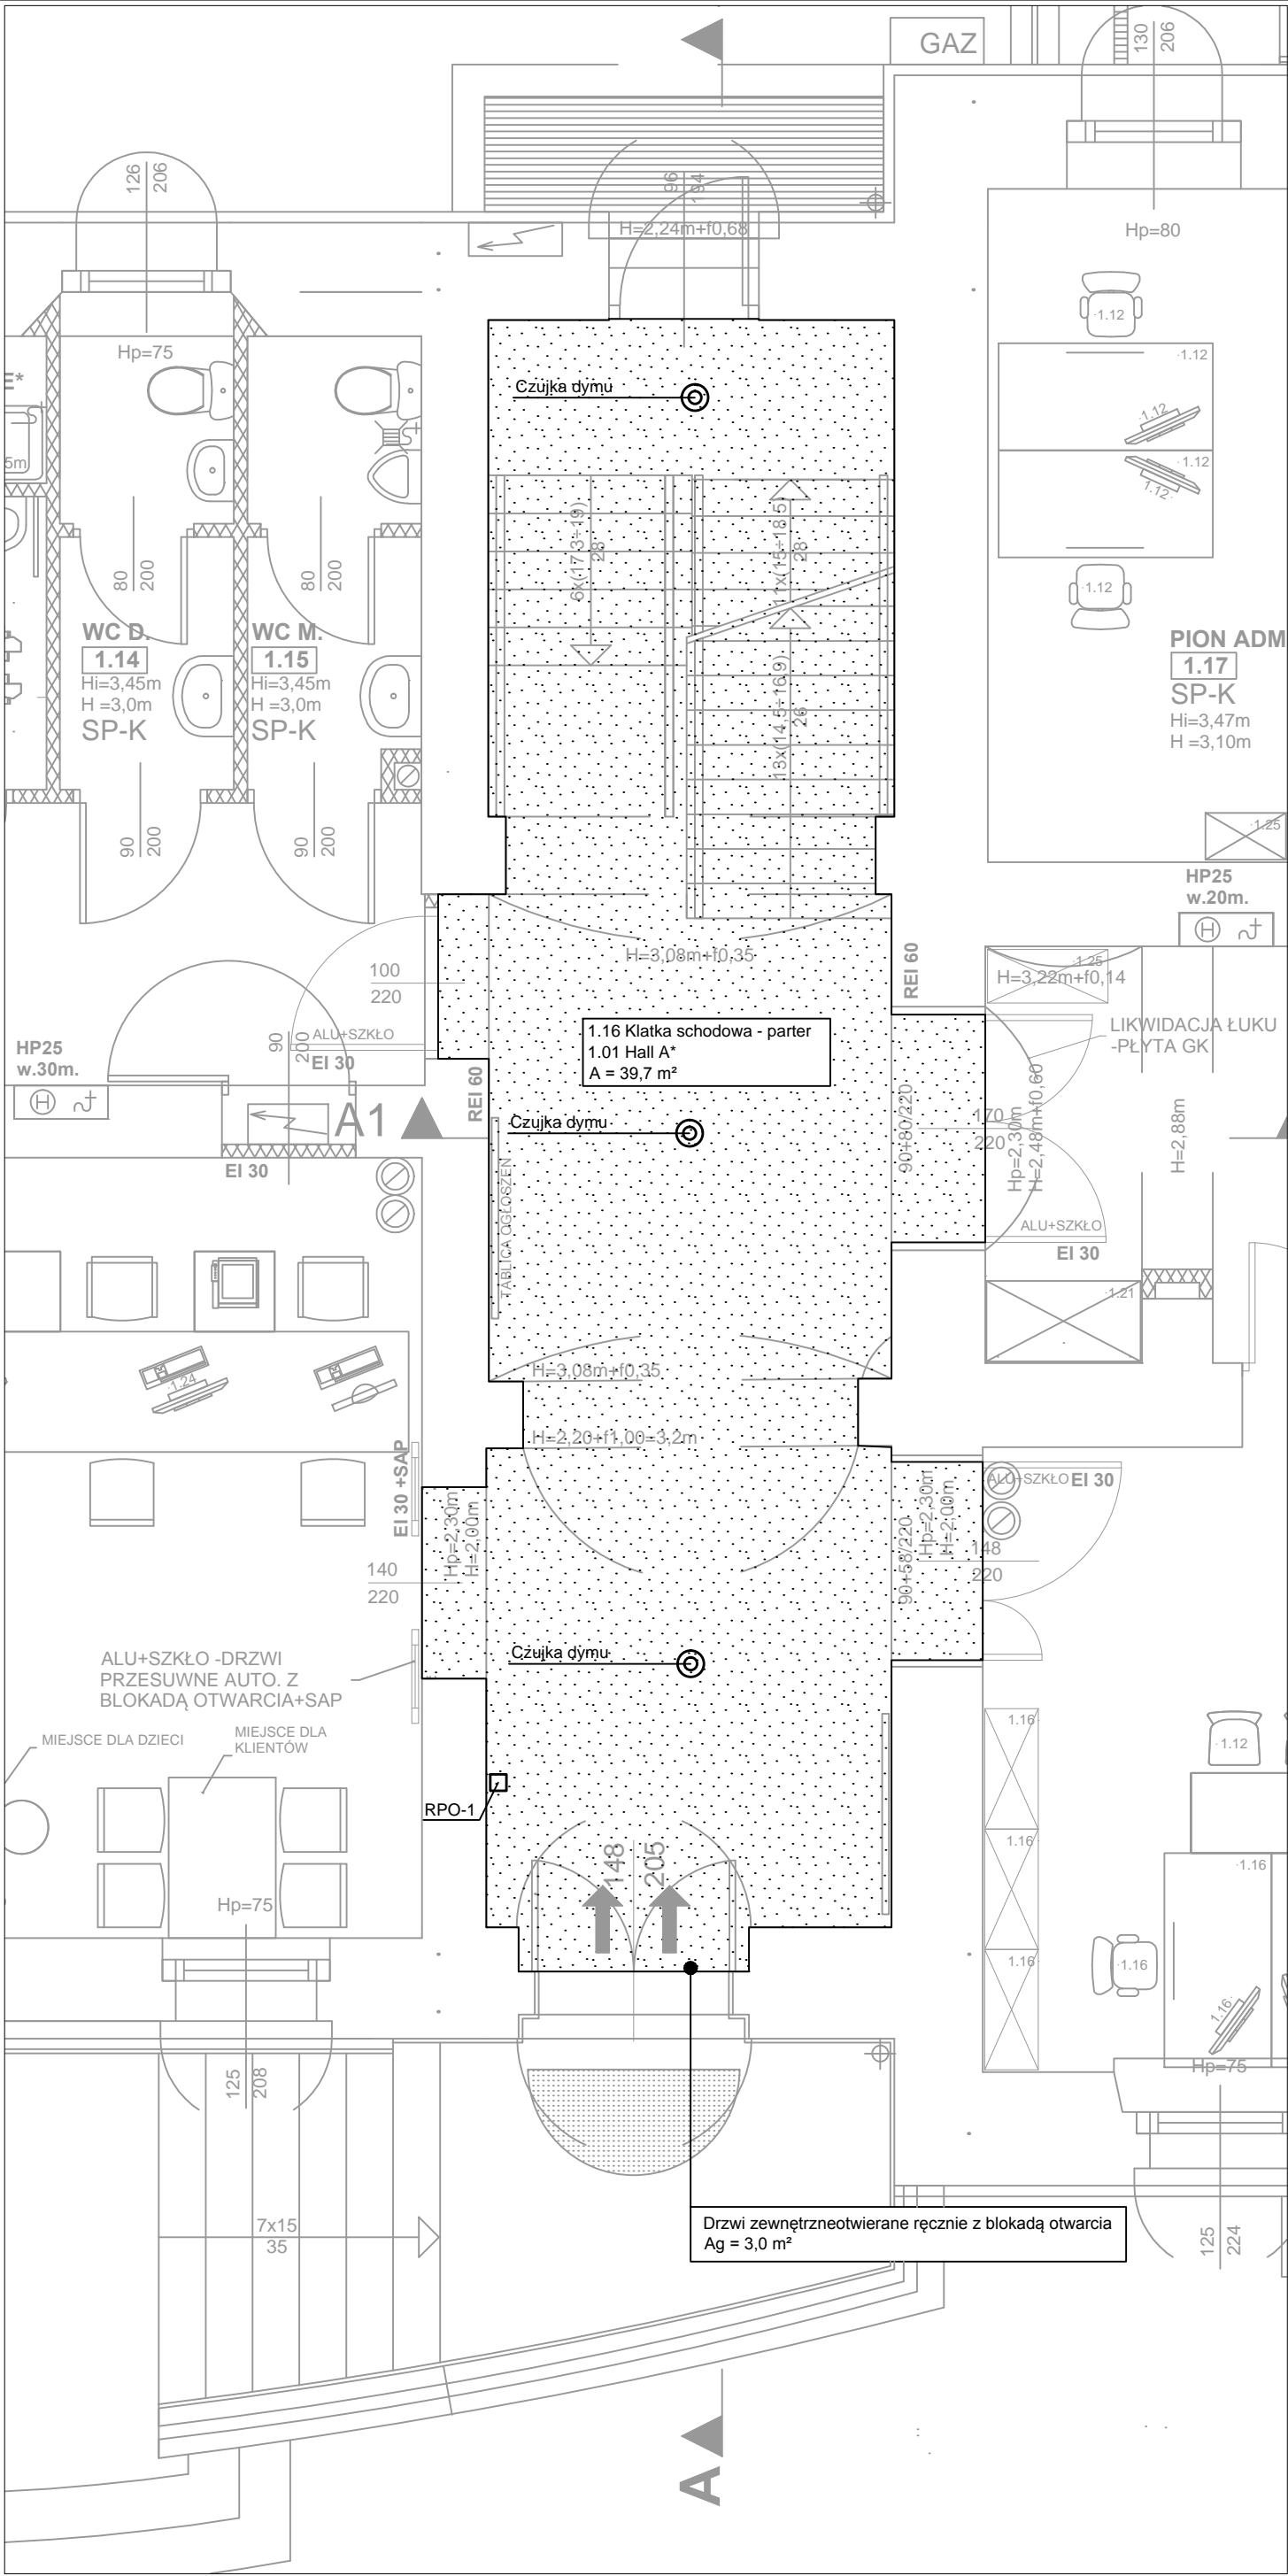 GAZ
130
206
126
206
96
194
H=2,24m+f0,68
Hp=80
Hp=75
E*
5m
Czujka dymu
·1.12
·1.12
·1.12
·1.12
1.12·
·1.12
6x(17,3÷19)
28
11x(15÷18,5)
28
13x(14,5÷16,9)
26
80
200
80
200
WC D.
1.14
Hi=3,45m
H =3,0m
SP-K
WC M.
1.15
Hi=3,45m
H =3,0m
SP-K
PION ADM
1.17
SP-K
Hi=3,47m
H =3,10m
90
200
90
200
·1.25
HP25
w.20m.
H
H=3,08m+f0,35
REI 60
100
220
·1.25
H=3,22m+f0,14
LIKWIDACJA ŁUKU
-PŁYTA GK
1.16 Klatka schodowa - parter
1.01 Hall A*
A = 39,7 m²
90
200
ALU+SZKŁO
EI 30
HP25
w.30m.
H
REI 60
A1
Czujka dymu
90+80/220
170
220
Hp=2,30m
H=2,48m+f0,60
H=2,88m
EI 30
TABLICA OGŁOSZEŃ
ALU+SZKŁO
EI 30
·1.21
·1.24
H=3,08m+f0,35
H=2,20+f1,00=3,2m
EI 30 +SAP
Hp=2,30m
H=2,00m
140
220
90+58/220
Hp=2,30m
H=2,00m
ALU+SZKŁO EI 30
148
220
Czujka dymu
ALU+SZKŁO -DRZWI
PRZESUWNE AUTO. Z
BLOKADĄ OTWARCIA+SAP
MIEJSCE DLA DZIECI
MIEJSCE DLA
KLIENTÓW
1.16·
·1.12
RPO-1
1.16·
148
205
·1.16
Hp=75
1.16·
·1.16
1.16·
Hp=75
125
208
7x15
35
Drzwi zewnętrzneotwierane ręcznie z blokadą otwarcia
Ag = 3,0 m²
125
224
A